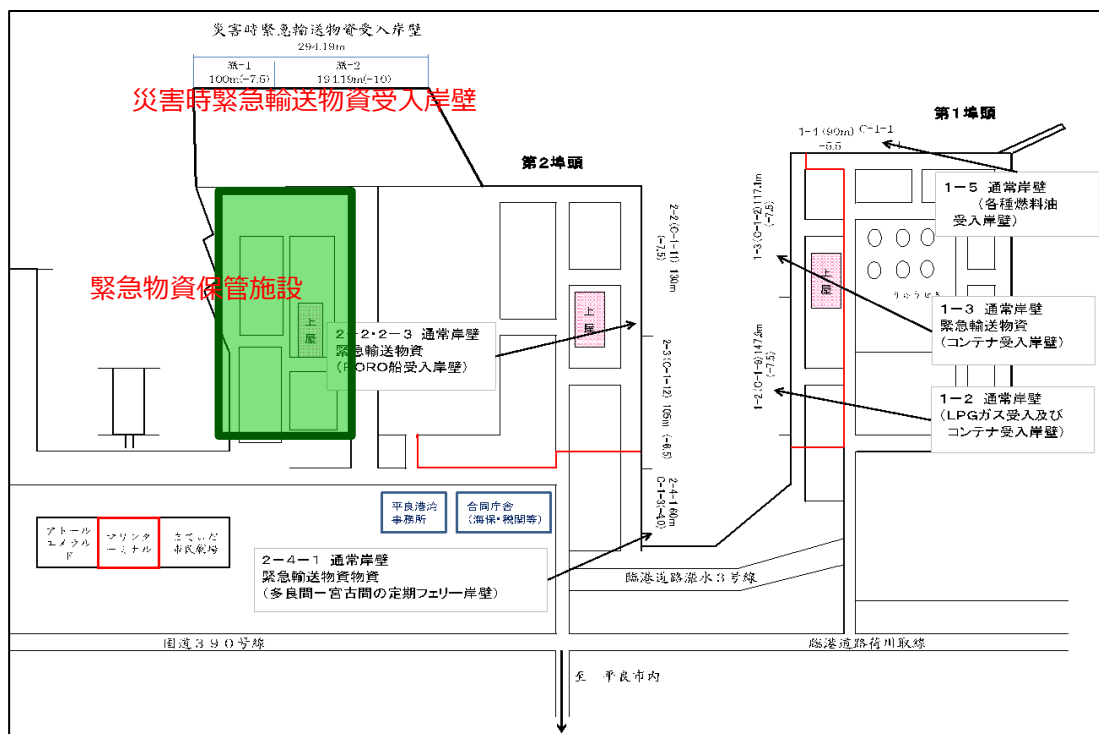 災害時緊急輸送物資受入岸壁
294.19m
100m(-7.5)
194.19m(-10)
災害時緊急輸送物資受入岸壁
第1埠頭
1-4(90m)
C-1-1
-5.5
第2埠頭
1-5 通常岸壁
(各種燃料油
受入岸壁)
2-2(C-1-11) 130m
(-7.5)
1-3(C-1-2)117.1m
(-7.5)
緊急物資保管施設
上屋
上屋
上屋
りゅうせき
2-2・2-3 通常岸壁
緊急輸送物資
(RORO船受入岸壁)
1-3 通常岸壁
緊急輸送物資
(コンテナ受入岸壁)
2-3(C-1-12) 105m (-6.5)
1-2(C-1-9)147.9m
(-7.5)
1-2 通常岸壁
(LPGガス受入及び
コンテナ受入岸壁)
2-4-1 60m
C-1-3(-4.0)
平良港湾
事務所
合同庁舎
(海保・税関等)
アトール
エメラル
ド
マリンタ
ーミナル
市民劇場
2-4-1 通常岸壁
緊急輸送物資物資
(多良間ー宮古間の定期フェリー岸壁)
臨港道路漲水3号線
国道390号線
臨港道路荷川取線
至 平良市内